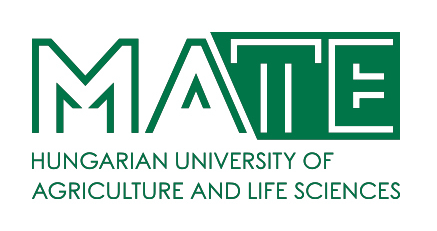 MATE
HUNGARIAN UNIVERSITY OF
AGRICULTURE AND LIFE SCIENCES